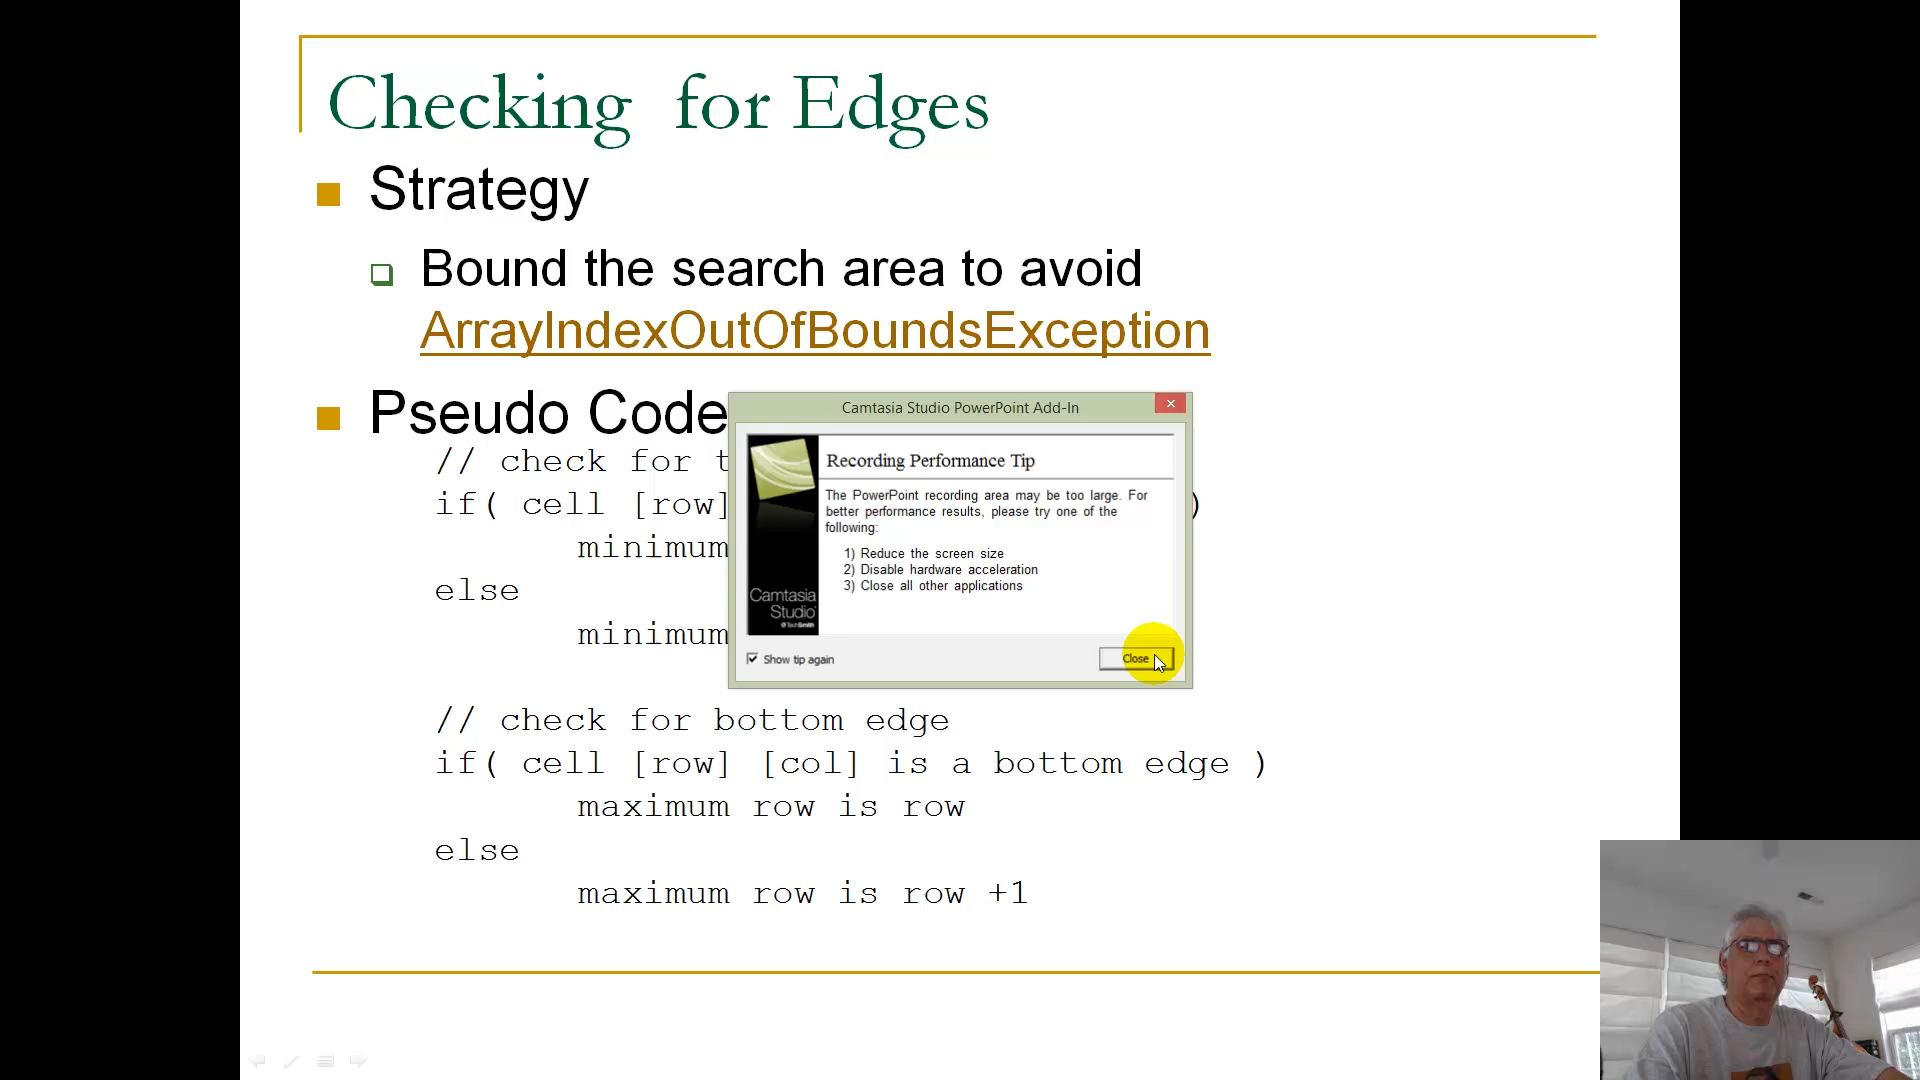 Checking for Edges
Strategy
Bound the search area to avoid
ArrayIndexOutOfBoundsException
Pseudo Code
// check for t
if( cell [row] )
minimum
else
minimum
Camtasia Studio PowerPoint Add-In
Recording Performance Tip
The PowerPoint recording area may be too large. For
better performance results, please try one of the
following:
1) Reduce the screen size
2) Disable hardware acceleration
3) Close all other applications
Camtasia
Studio
TechSmith
Show tip again
Close
// check for bottom edge
if( cell [row] [col] is a bottom edge )
maximum row is row
else
maximum row is row +1